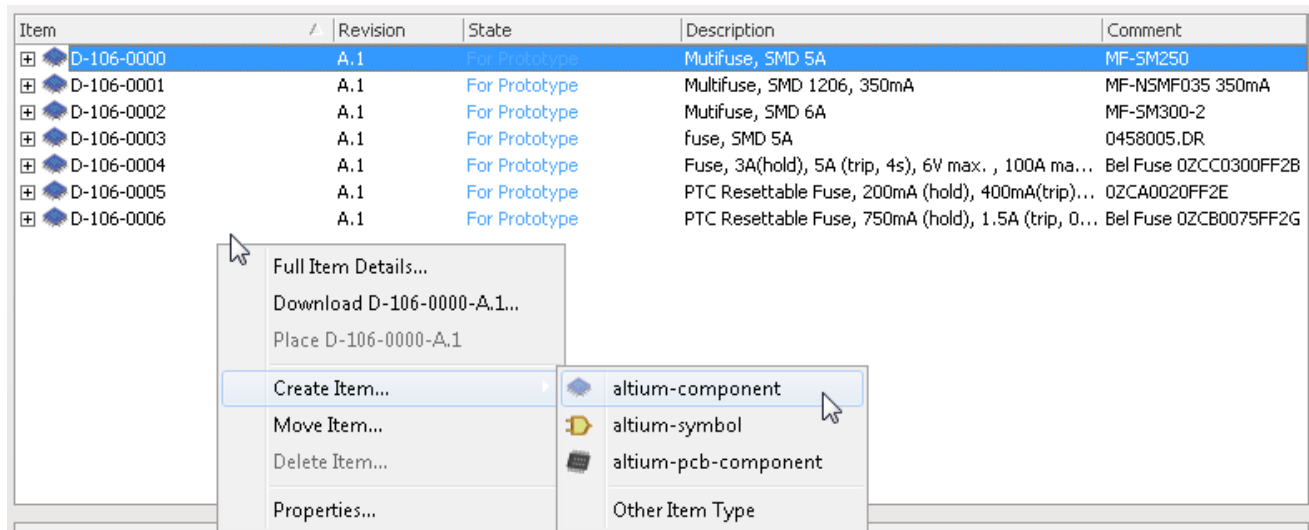 Item Revision State Description Comment
D-106-0000 A.1 For Prototype Mutifuse, SMD 5A MF-SM250
D-106-0001 A.1 For Prototype Multifuse, SMD 1206, 350mA MF-NSMF035 350mA
D-106-0002 A.1 For Prototype Mutifuse, SMD 6A MF-SM300-2
D-106-0003 A.1 For Prototype fuse, SMD 5A 0458005.DR
D-106-0004 A.1 For Prototype Fuse, 3A(hold), 5A (trip, 4s), 6V max. , 100A ma... Bel Fuse 0ZCC0300FF2B
D-106-0005 A.1 For Prototype PTC Resettable Fuse, 200mA (hold), 400mA(trip)... 0ZCA0020FF2E
D-106-0006 A.1 For Prototype PTC Resettable Fuse, 750mA (hold), 1.5A (trip, 0... Bel Fuse 0ZCB0075FF2G
Full Item Details...
Download D-106-0000-A.1...
Place D-106-0000-A.1
Create Item... altium-component
Move Item... altium-symbol
Delete Item... altium-pcb-component
Properties... Other Item Type